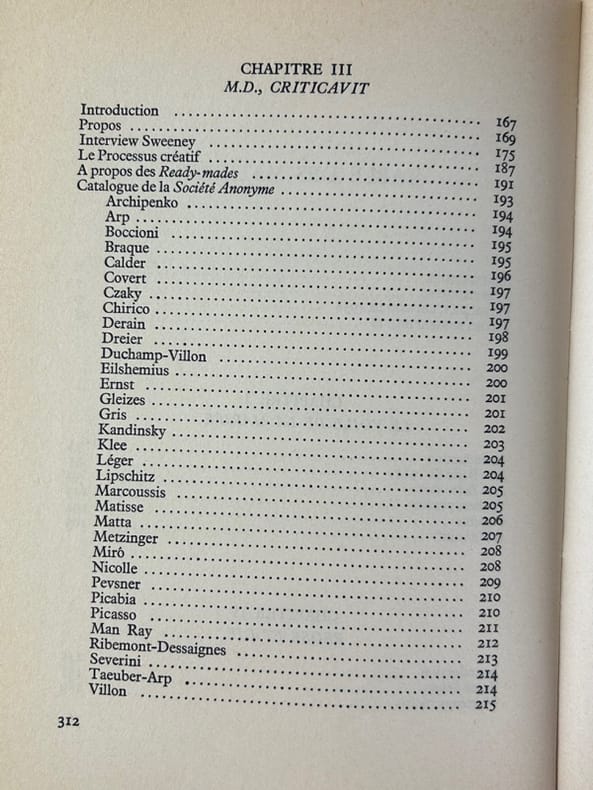 CHAPITRE III
M.D., CRITICAVIT
Introduction .......... 167
Propos .......... 169
Interview Sweeney .......... 175
Le Processus créatif .......... 187
A propos des Ready-mades .......... 191
Catalogue de la Société Anonyme .......... 193
Archipenko .......... 194
Arp .......... 194
Boccioni .......... 195
Braque .......... 195
Calder .......... 196
Covert .......... 197
Czaky .......... 197
Chirico .......... 197
Derain .......... 198
Dreier .......... 199
Duchamp-Villon .......... 200
Eilshemius .......... 200
Ernst .......... 201
Gleizes .......... 201
Gris .......... 202
Kandinsky .......... 203
Klee .......... 204
Léger .......... 204
Lipschitz .......... 205
Marcoussis .......... 205
Matisse .......... 206
Matta .......... 207
Metzinger .......... 208
Mirô .......... 208
Nicolle .......... 209
Pevsner .......... 210
Picabia .......... 210
Picasso .......... 211
Man Ray .......... 212
Ribemont-Dessaignes .......... 213
Severini .......... 214
Taeuber-Arp .......... 214
Villon .......... 215
312